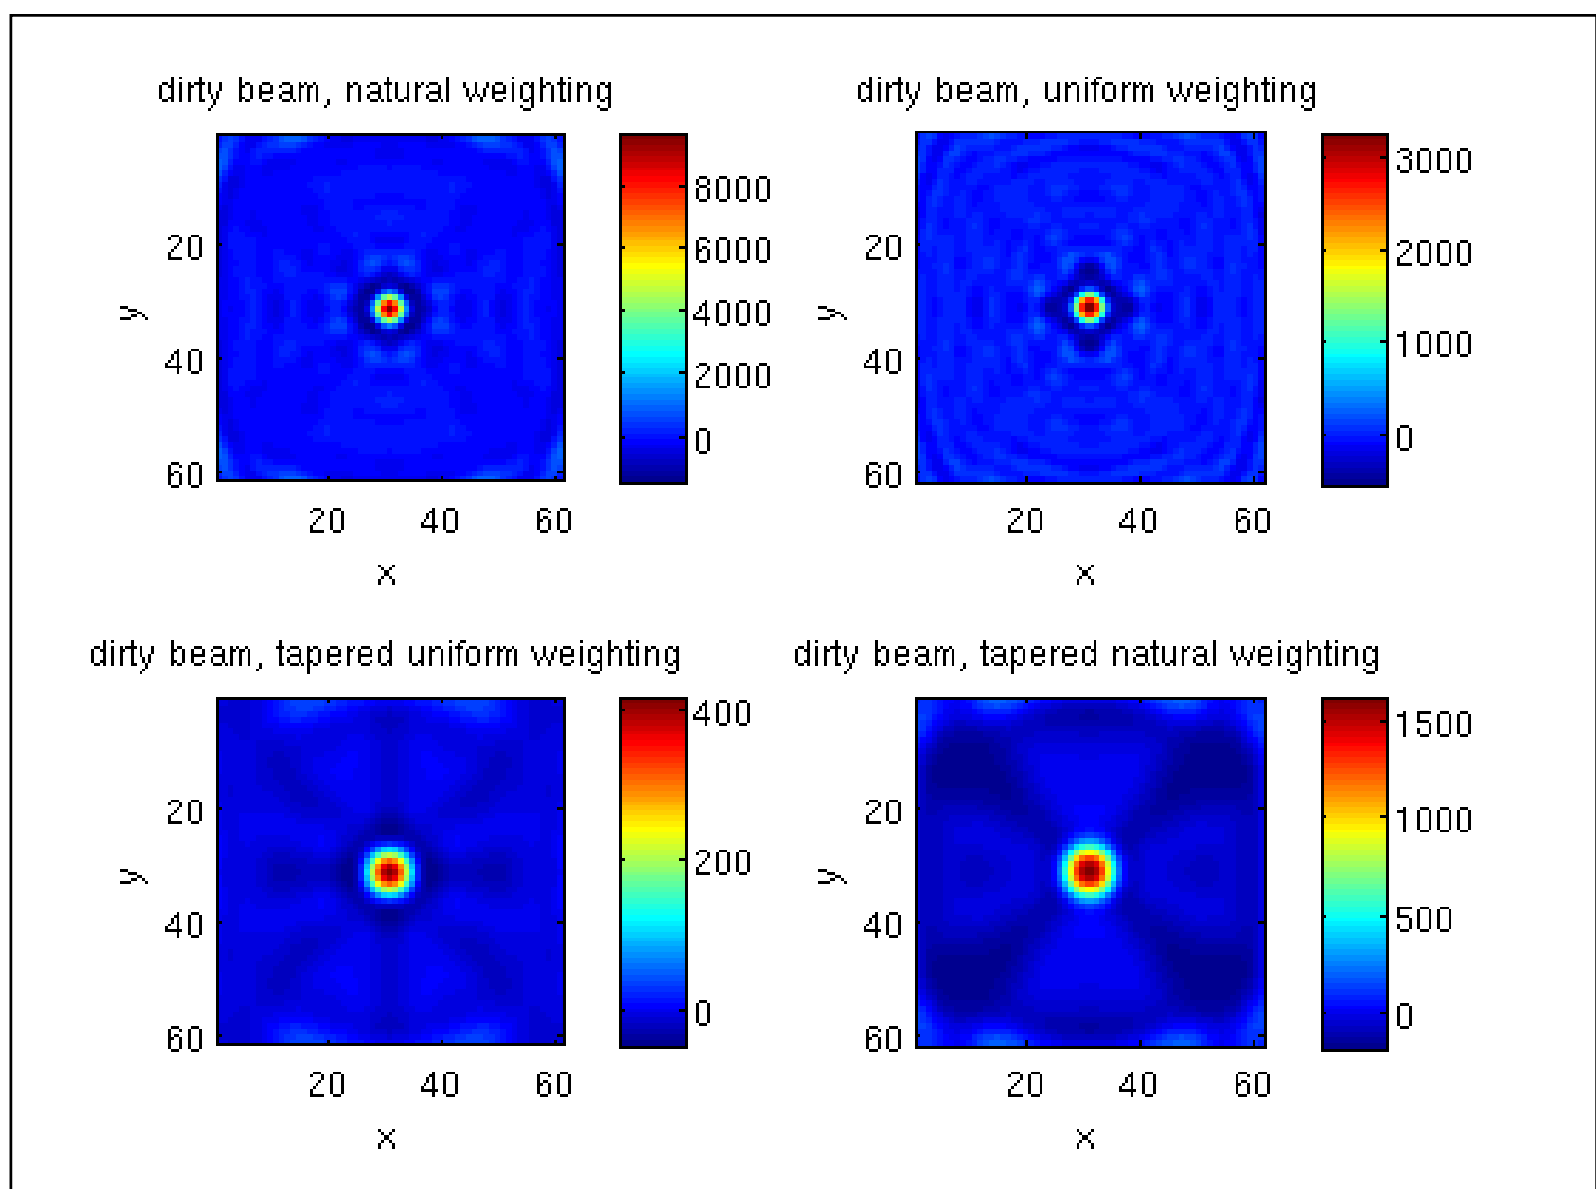 dirty beam, natural weighting
8000
6000
4000
2000
0
20
40
60
y
20 40 60
x
dirty beam, uniform weighting
3000
2000
1000
0
20
40
60
y
20 40 60
x
dirty beam, tapered uniform weighting
400
200
0
20
40
60
y
20 40 60
x
dirty beam, tapered natural weighting
1500
1000
500
0
20
40
60
y
20 40 60
x